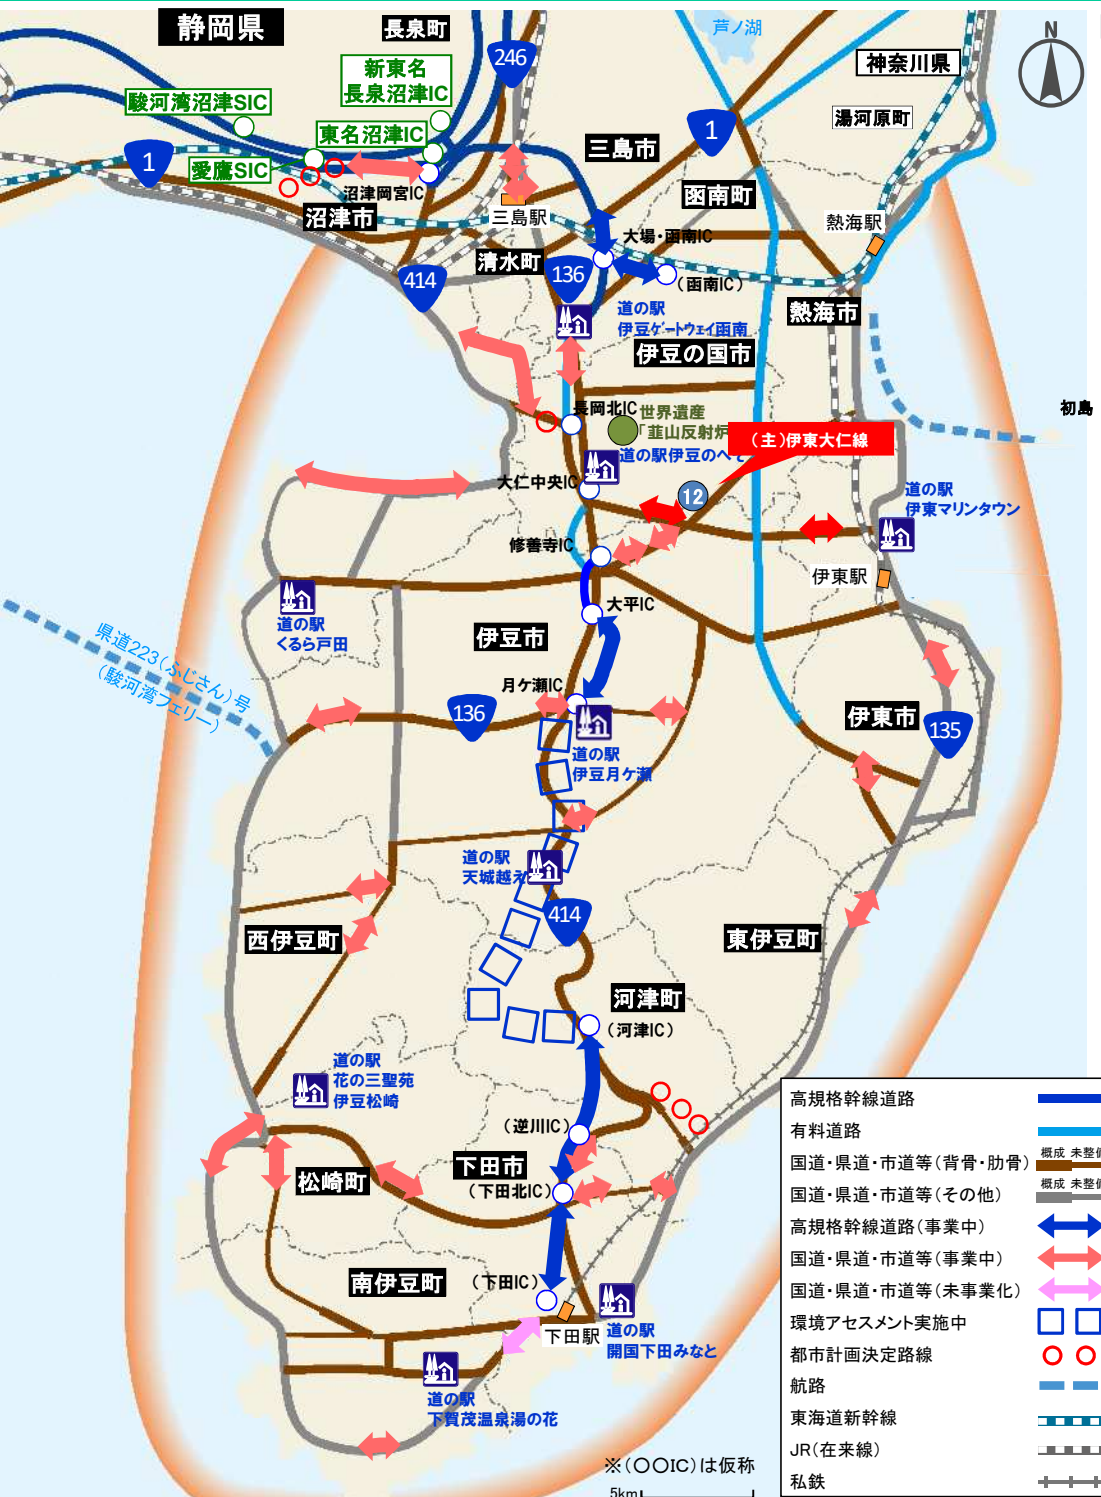 静岡県
長泉町
246
芦ノ湖
N
神奈川県
湯河原町
新東名
長泉沼津IC
駿河湾沼津SIC
東名沼津IC
愛鷹SIC
1
1
三島市
函南町
沼津岡宮IC
沼津市
三島駅
熱海駅
大場・函南IC
清水町
136
414
(函南IC)
熱海市
道の駅
伊豆ゲートウェイ函南
伊豆の国市
初島
長岡北IC
世界遺産
「韮山反射炉
(主)伊東大仁線
道の駅伊豆のへそ
大仁中央IC
12
道の駅
伊東マリンタウン
修善寺IC
伊東駅
大平IC
道の駅
くるら戸田
伊豆市
県道223(ふじさん)号
(駿河湾フェリー)
月ケ瀬IC
136
伊東市
135
道の駅
伊豆月ケ瀬
道の駅
天城越え
414
西伊豆町
東伊豆町
河津町
(河津IC)
道の駅
花の三聖苑
伊豆松崎
(逆川IC)
下田市
松崎町
(下田北IC)
南伊豆町
(下田IC)
下田駅
道の駅
開国下田みなと
道の駅
下賀茂温泉湯の花
高規格幹線道路
有料道路
国道・県道・市道等(背骨・肋骨)
概成 未整備
国道・県道・市道等(その他)
概成 未整備
高規格幹線道路(事業中)
国道・県道・市道等(事業中)
国道・県道・市道等(未事業化)
環境アセスメント実施中
都市計画決定路線
航路
東海道新幹線
JR(在来線)
私鉄
※(〇〇IC)は仮称
5km